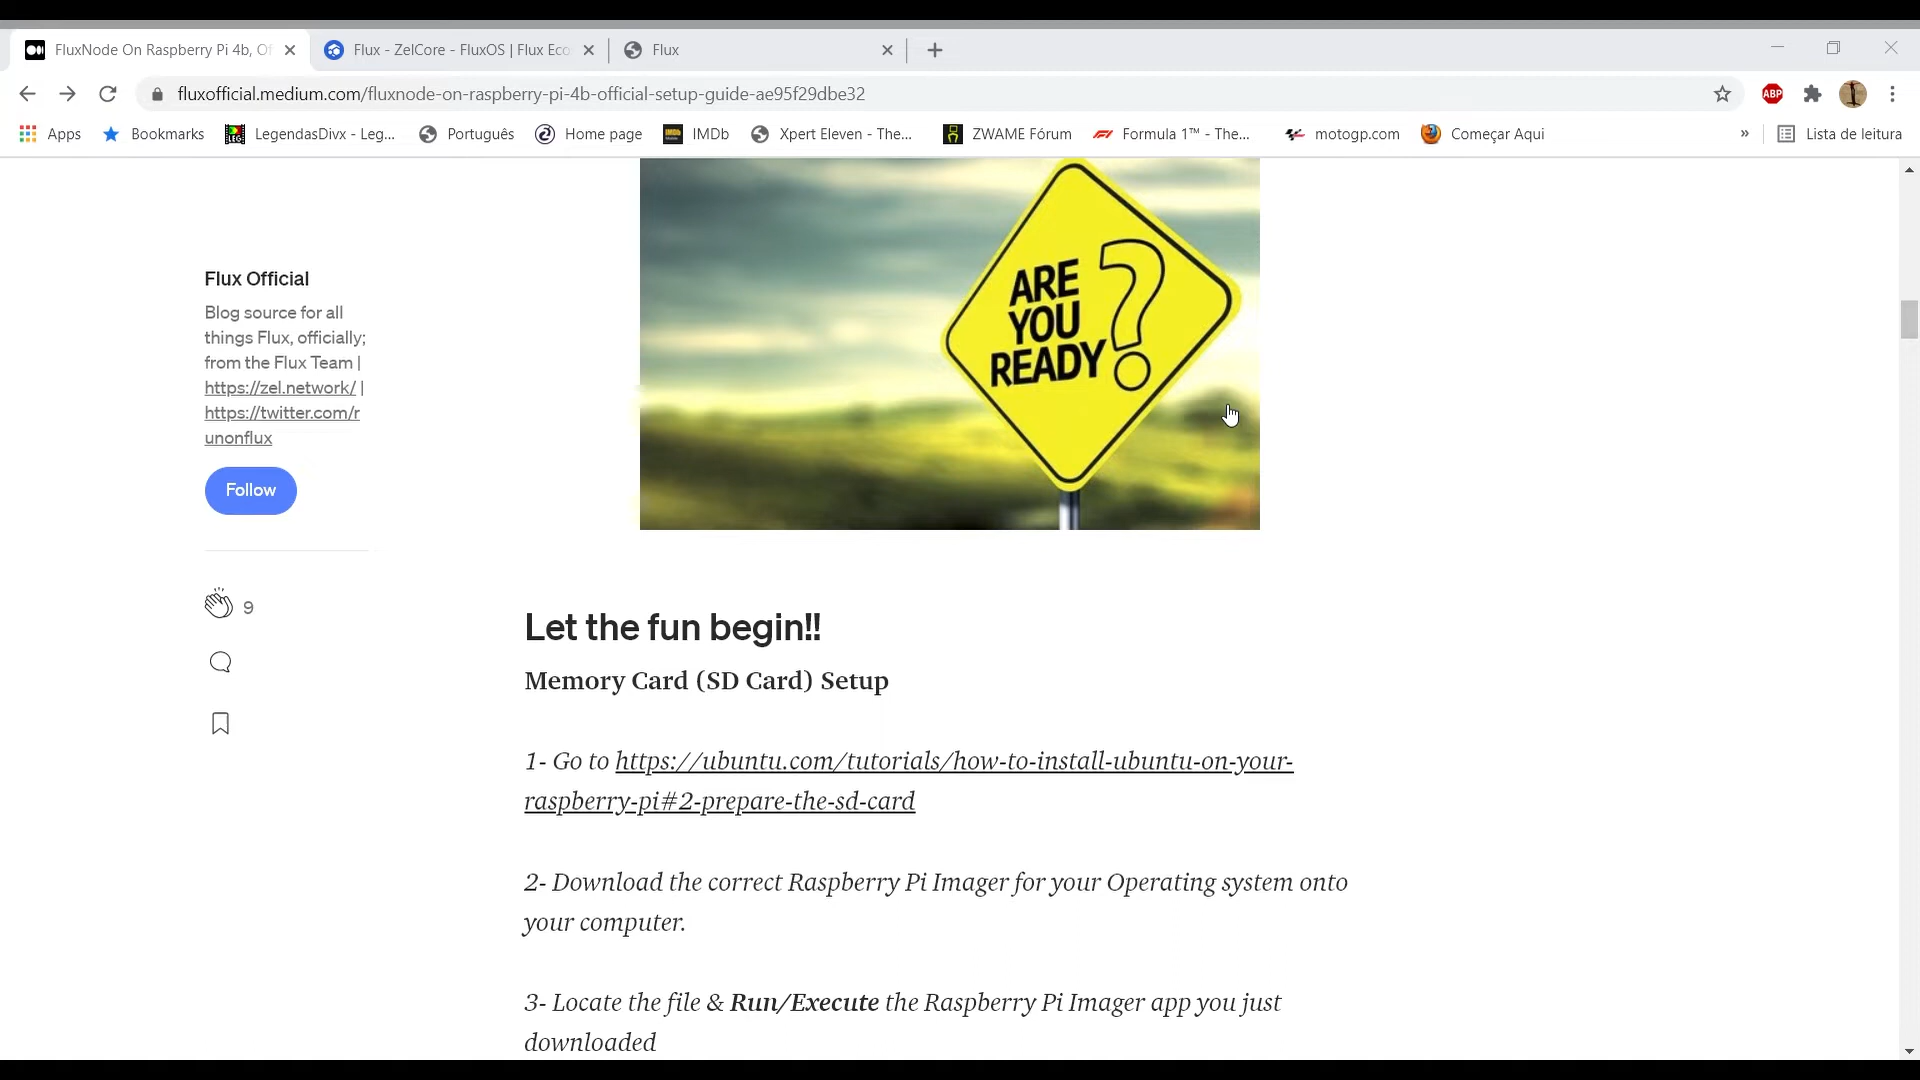 FluxNode On Raspberry Pi 4b, Of
Flux - ZelCore - FluxOS | Flux Eco
Flux
fluxofficial.medium.com/fluxnode-on-raspberry-pi-4b-official-setup-guide-ae95f29dbe32
ABP
Apps
Bookmarks
LegendasDivx - Leg...
Português
Home page
IMDb
Xpert Eleven - The...
ZWAME Fórum
Formula 1™ - The...
motogp.com
Começar Aqui
»
Lista de leitura
ARE
YOU
READY?
Flux Official
Blog source for all
things Flux, officially;
from the Flux Team |
https://zel.network/ |
https://twitter.com/r
unonflux
Follow
9
Let the fun begin!!
Memory Card (SD Card) Setup
1- Go to https://ubuntu.com/tutorials/how-to-install-ubuntu-on-your-
raspberry-pi#2-prepare-the-sd-card
2- Download the correct Raspberry Pi Imager for your Operating system onto
your computer.
3- Locate the file & Run/Execute the Raspberry Pi Imager app you just
downloaded